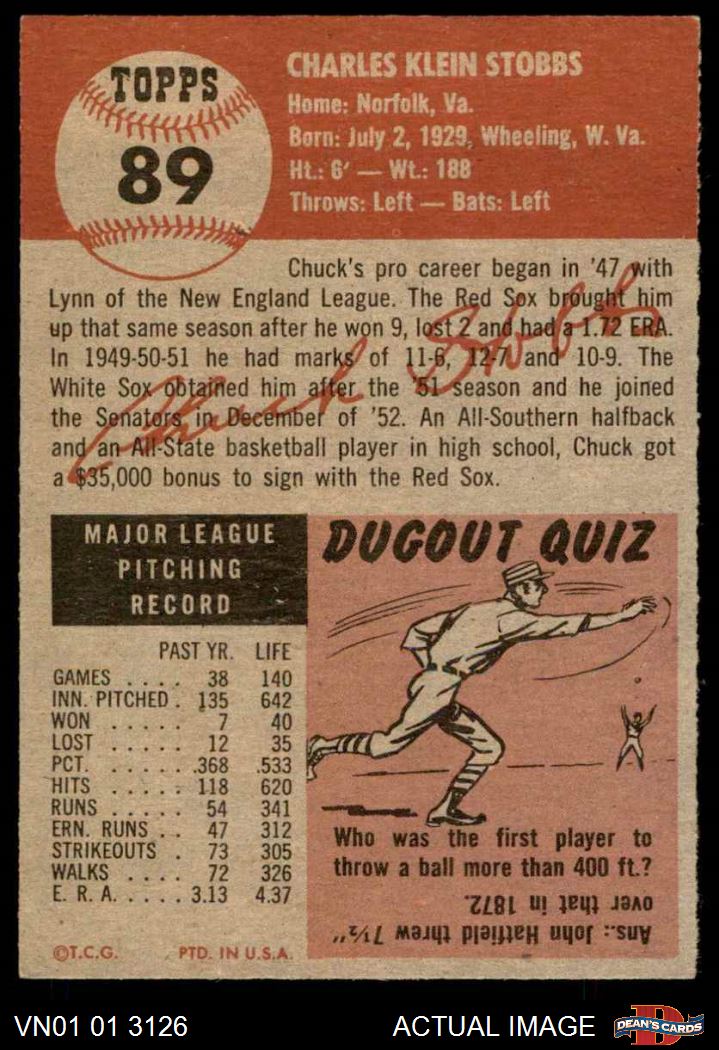 TOPPS
89
CHARLES KLEIN STOBBS
Home: Norfolk, Va.
Born: July 2, 1929, Wheeling, W. Va.
Ht.: 6' — Wt.: 188
Throws: Left — Bats: Left
Chuck's pro career began in '47 with
Lynn of the New England League. The Red Sox brought him
up that same season after he won 9, lost 2 and had a 1.72 ERA.
In 1949-50-51 he had marks of 11-6, 12-7 and 10-9. The
White Sox obtained him after the '51 season and he joined
the Senators in December of '52. An All-Southern halfback
and an All-State basketball player in high school, Chuck got
a $35,000 bonus to sign with the Red Sox.
Chuck Stobbs
MAJOR LEAGUE
PITCHING
RECORD
PAST YR. LIFE
GAMES . . . . 38 140
INN. PITCHED . 135 642
WON . . . . . 7 40
LOST . . . . . 12 35
PCT. . . . . . .368 .533
HITS . . . . . 118 620
RUNS . . . . . 54 341
ERN. RUNS . . 47 312
STRIKEOUTS . 73 305
WALKS . . . . 72 326
E. R. A. . . . . 3.13 4.37
©T.C.G. PTD. IN U.S.A.
DUGOUT QUIZ
Who was the first player to
throw a ball more than 400 ft.?
Ans.: John Hatfield threw 7½"
over that in 1872.
VN01 01 3126
ACTUAL IMAGE
D
DEAN'S CARDS